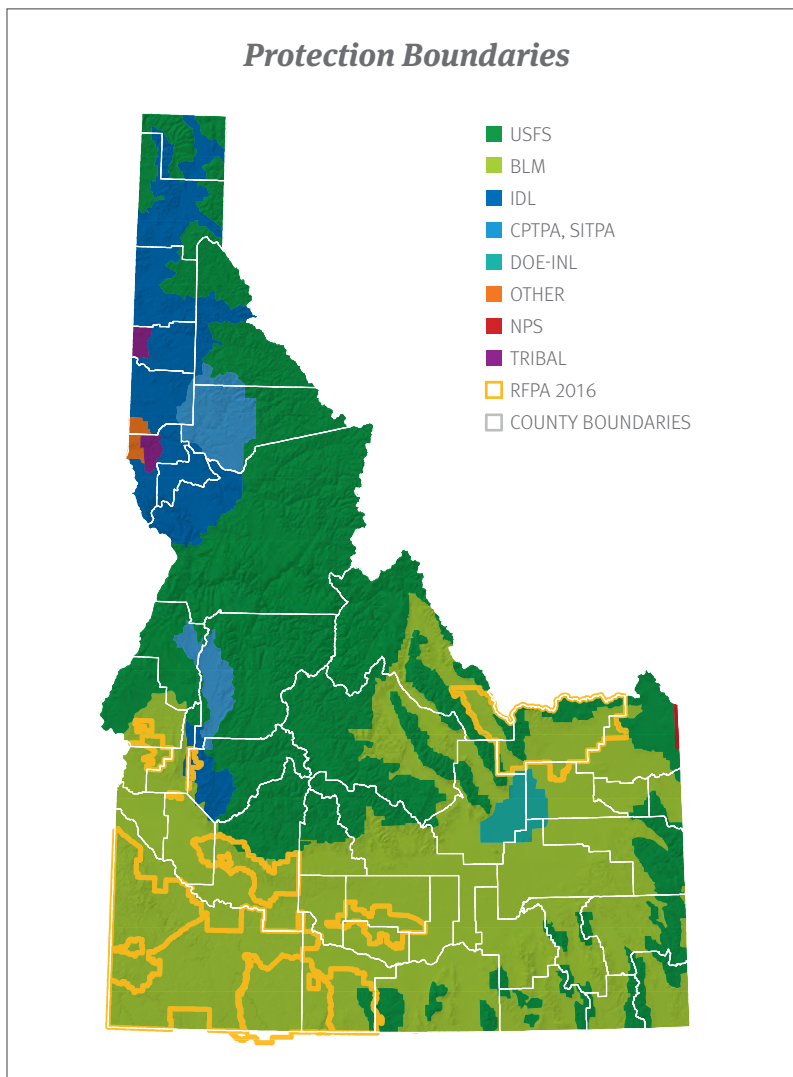 Protection Boundaries
USFS
BLM
IDL
CPTPA, SITPA
DOE-INL
OTHER
NPS
TRIBAL
RFPA 2016
COUNTY BOUNDARIES